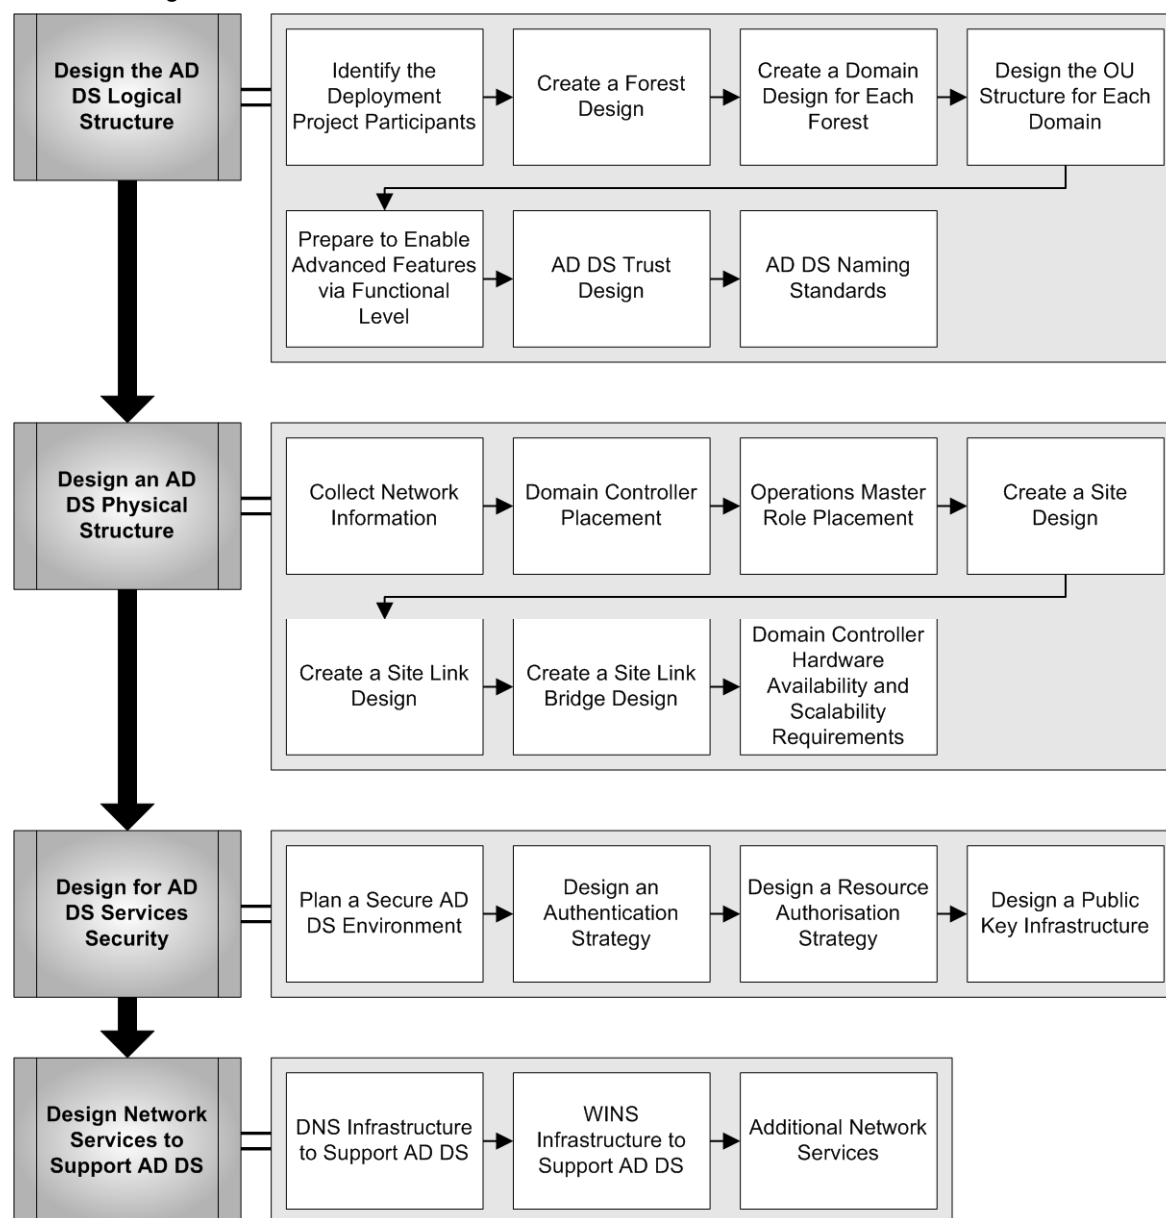 Design the AD
DS Logical
Structure
Identify the
Deployment
Project Participants
Create a Forest
Design
Create a Domain
Design for Each
Forest
Design the OU
Structure for Each
Domain
Prepare to Enable
Advanced Features
via Functional
Level
AD DS Trust
Design
AD DS Naming
Standards
Design an AD
DS Physical
Structure
Collect Network
Information
Domain Controller
Placement
Operations Master
Role Placement
Create a Site
Design
Create a Site Link
Design
Create a Site Link
Bridge Design
Domain Controller
Hardware
Availability and
Scalability
Requirements
Design for AD
DS Services
Security
Plan a Secure AD
DS Environment
Design an
Authentication
Strategy
Design a Resource
Authorisation
Strategy
Design a Public
Key Infrastructure
Design Network
Services to
Support AD DS
DNS Infrastructure
to Support AD DS
WINS
Infrastructure to
Support AD DS
Additional Network
Services